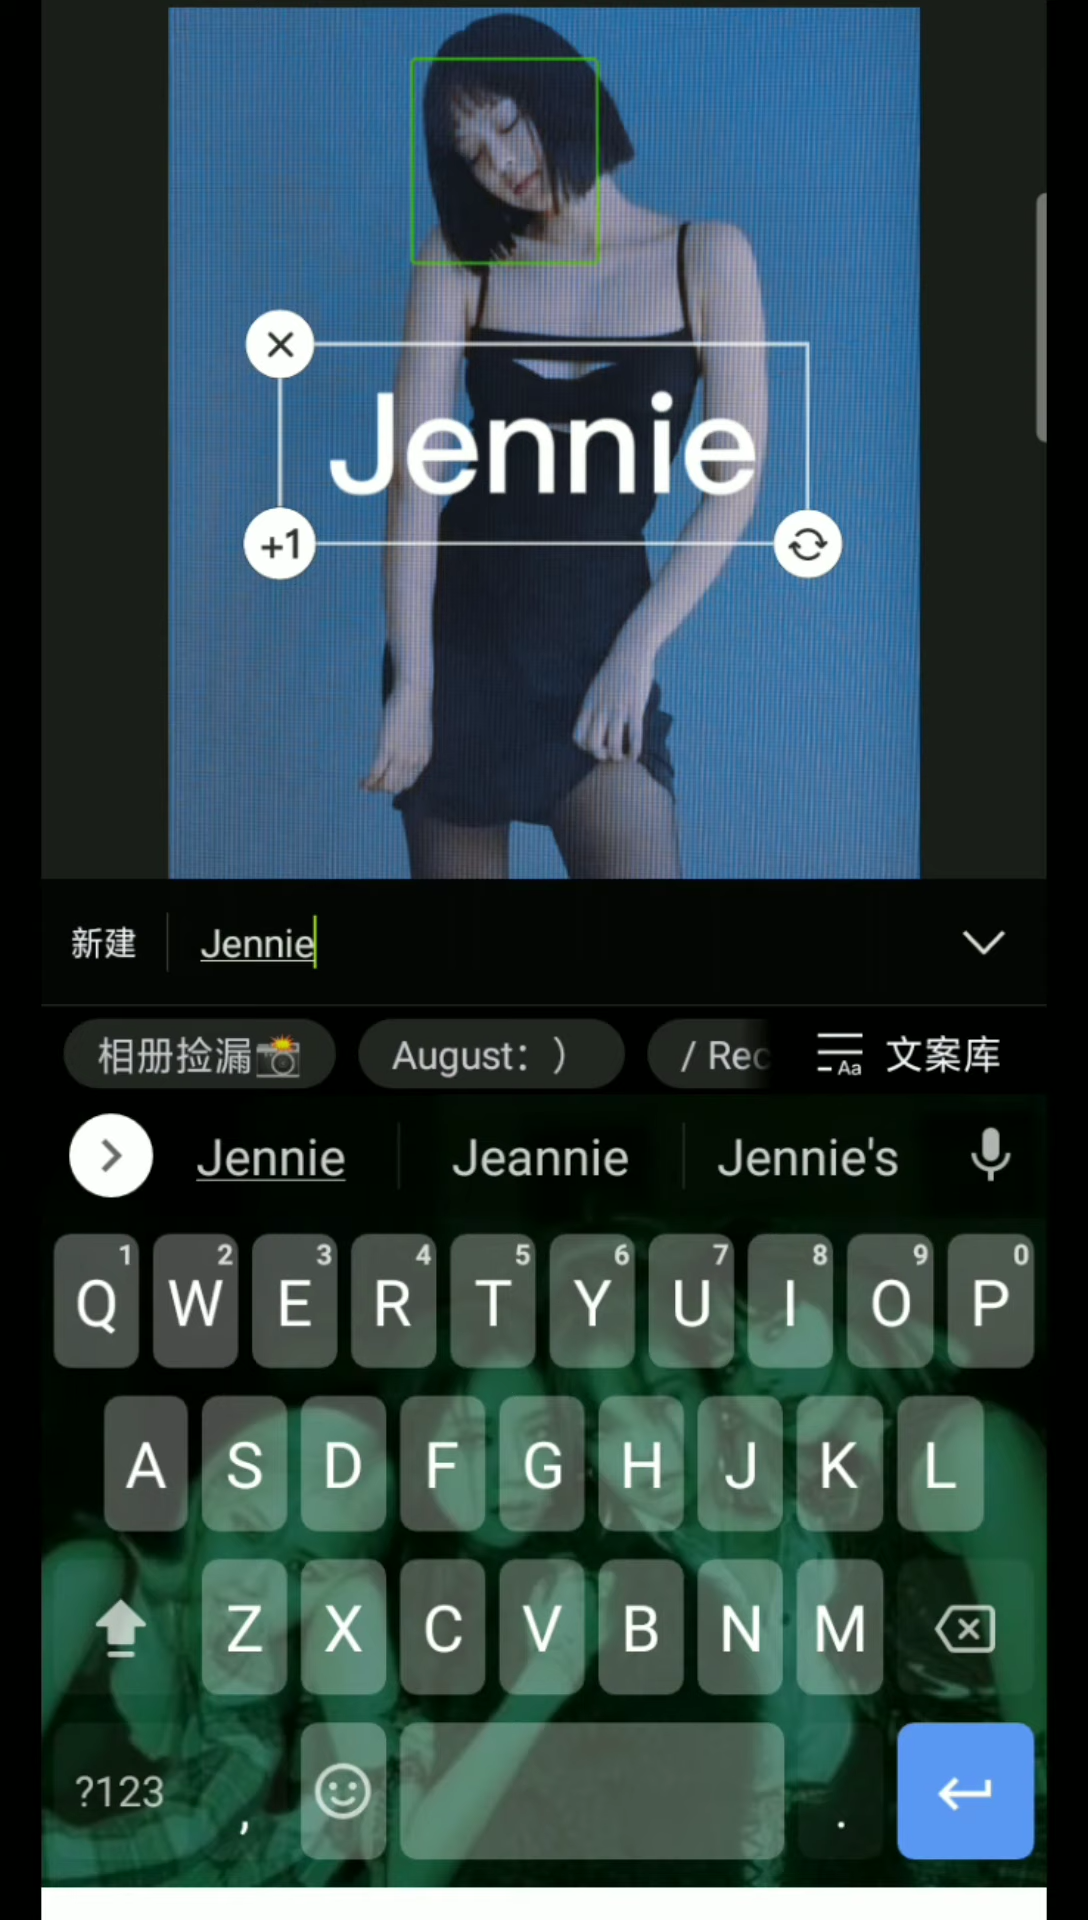 Jennie
+1
新建 Jennie
相册捡漏📸 August：） / Rec Aa 文案库
Jennie Jeannie Jennie's
1 2 3 4 5 6 7 8 9 0
Q W E R T Y U I O P
A S D F G H J K L
Z X C V B N M
?123 , .